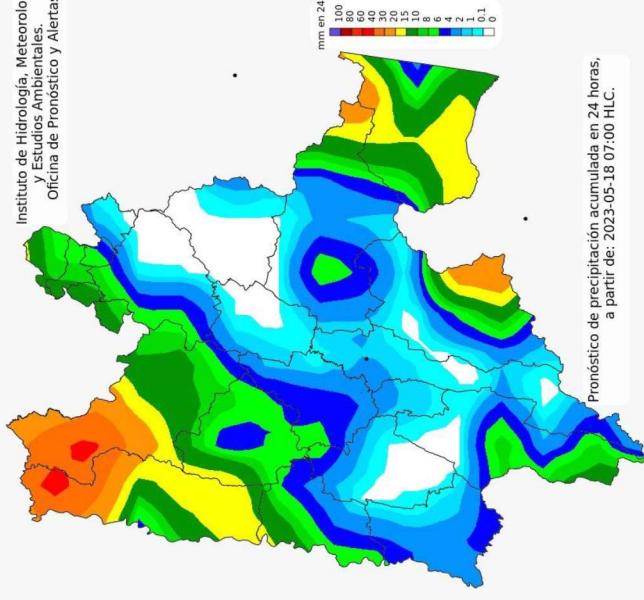 Instituto de Hidrología, Meteorolo
y Estudios Ambientales.
Oficina de Pronóstico y Alertas
mm en 24
100
80
60
40
30
20
15
10
8
6
4
2
1
0.1
0
Pronóstico de precipitación acumulada en 24 horas,
a partir de: 2023-05-18 07:00 HLC.